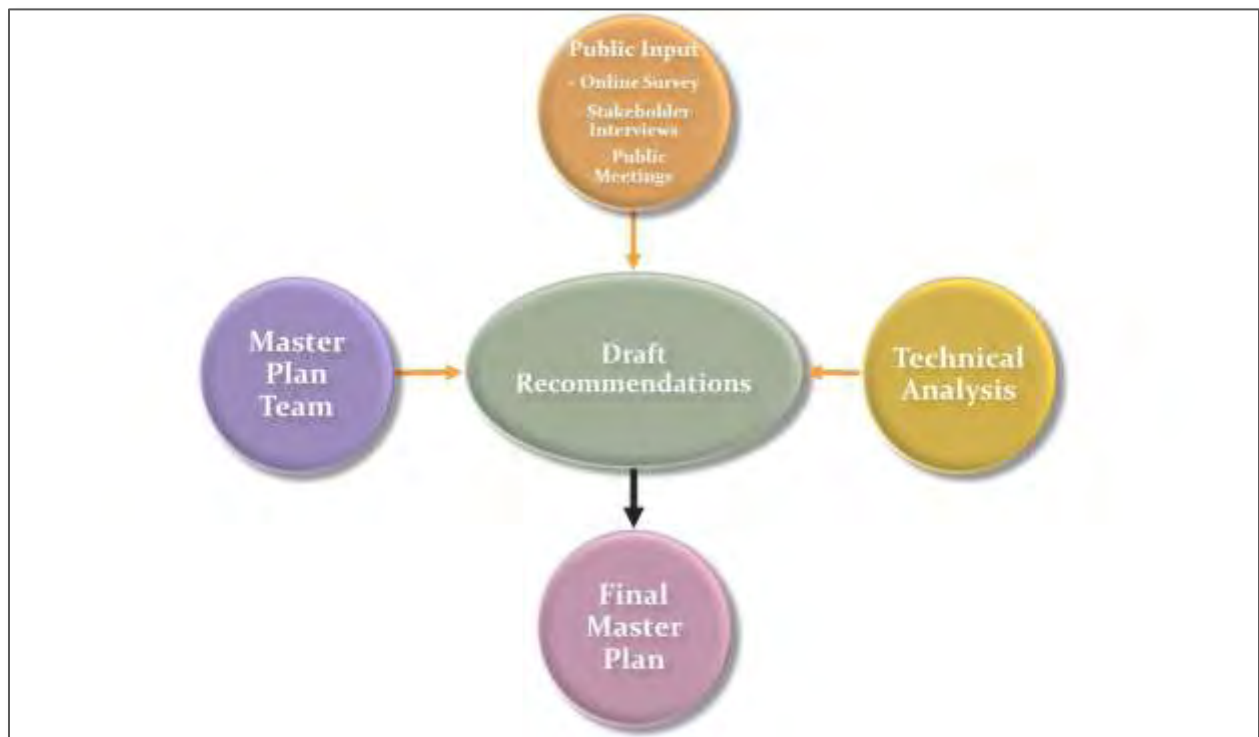 Public Input
- Online Survey
- Stakeholder
Interviews
- Public
Meetings
Master
Plan
Team
Draft
Recommendations
Technical
Analysis
Final
Master
Plan